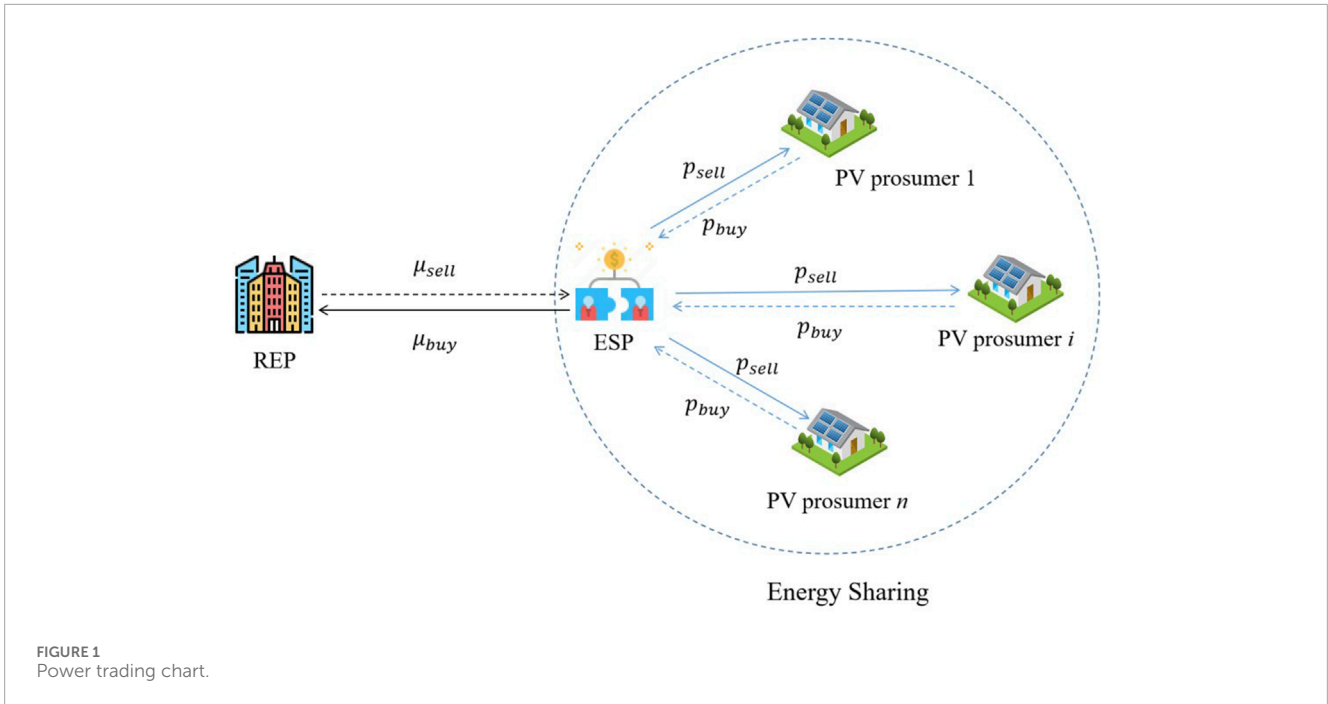 p_sell
PV prosumer 1
p_buy
μ_sell
p_sell
p_buy
PV prosumer i
μ_buy
ESP
REP
p_sell
p_buy
PV prosumer n
Energy Sharing
FIGURE 1
Power trading chart.